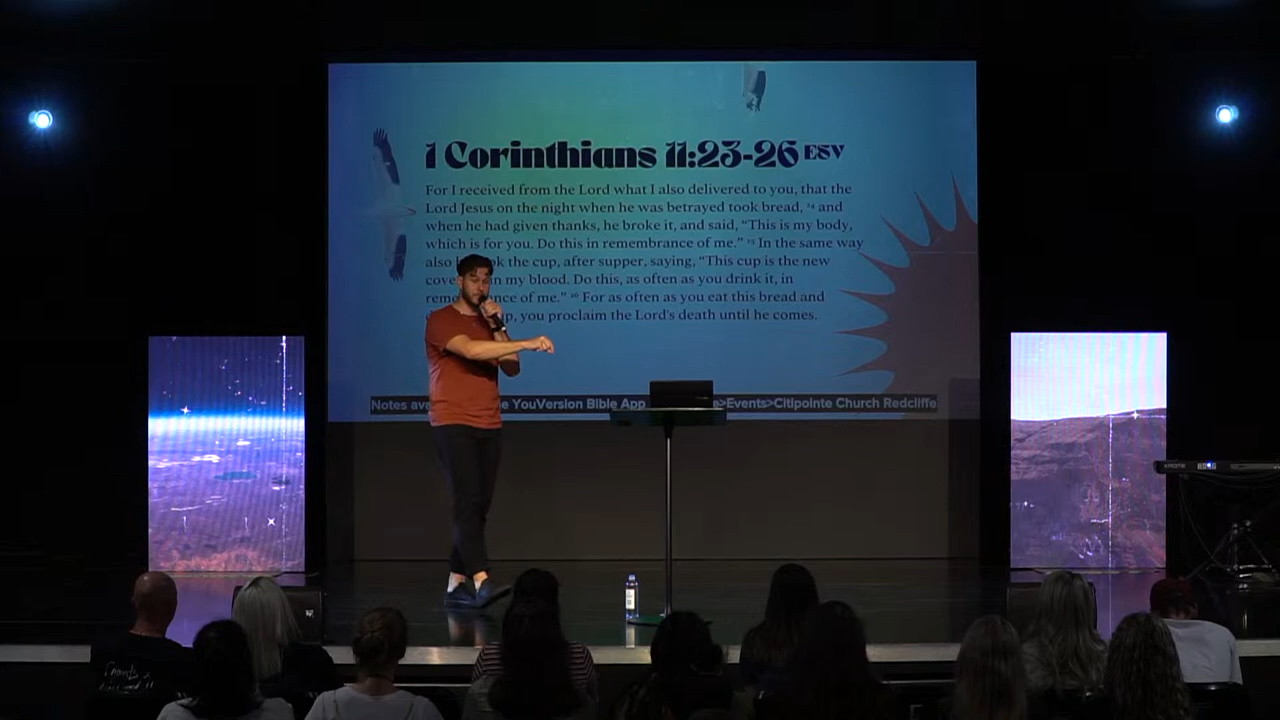 1 Corinthians 11:23-26 ESV
For I received from the Lord what I also delivered to you, that the
Lord Jesus on the night when he was betrayed took bread, 24 and
when he had given thanks, he broke it, and said, “This is my body,
which is for you. Do this in remembrance of me.” 25 In the same way
also the cup, after supper, saying, “This cup is the new
in my blood. Do this, as often as you drink it, in
of me.” 26 For as often as you eat this bread and
you proclaim the Lord's death until he comes.
Notes YouVersion Bible App >Events>Citipointe Church Redcliffe